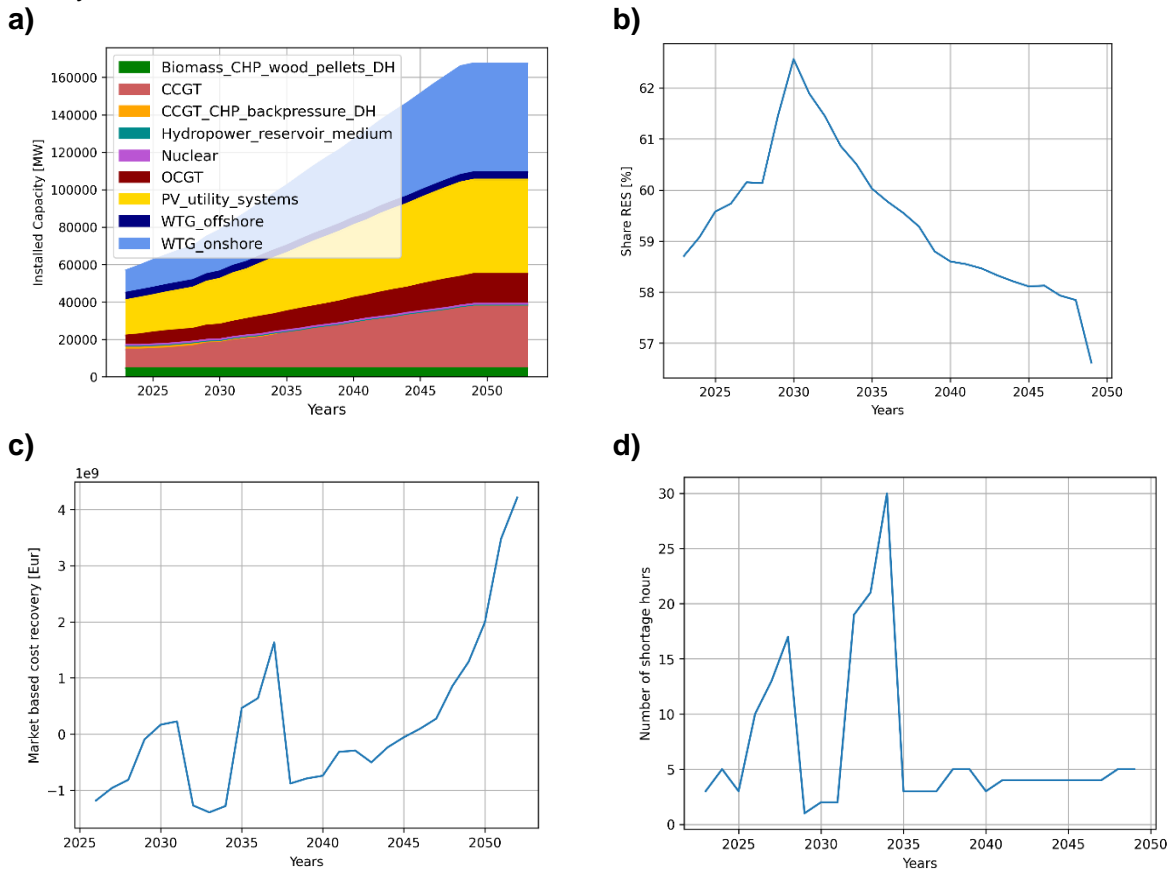 a)
160000
140000
120000
100000
80000
60000
40000
20000
0
Installed Capacity [MW]
Biomass_CHP_wood_pellets_DH
CCGT
CCGT_CHP_backpressure_DH
Hydropower_reservoir_medium
Nuclear
OCGT
PV_utility_systems
WTG_offshore
WTG_onshore
2025 2030 2035 2040 2045 2050
Years
b)
62
61
60
59
58
57
Share RES [%]
2025 2030 2035 2040 2045 2050
Years
c)
1e9
4
3
2
1
0
−1
Market based cost recovery [Eur]
2025 2030 2035 2040 2045 2050
Years
d)
30
25
20
15
10
5
0
Number of shortage hours
2025 2030 2035 2040 2045 2050
Years